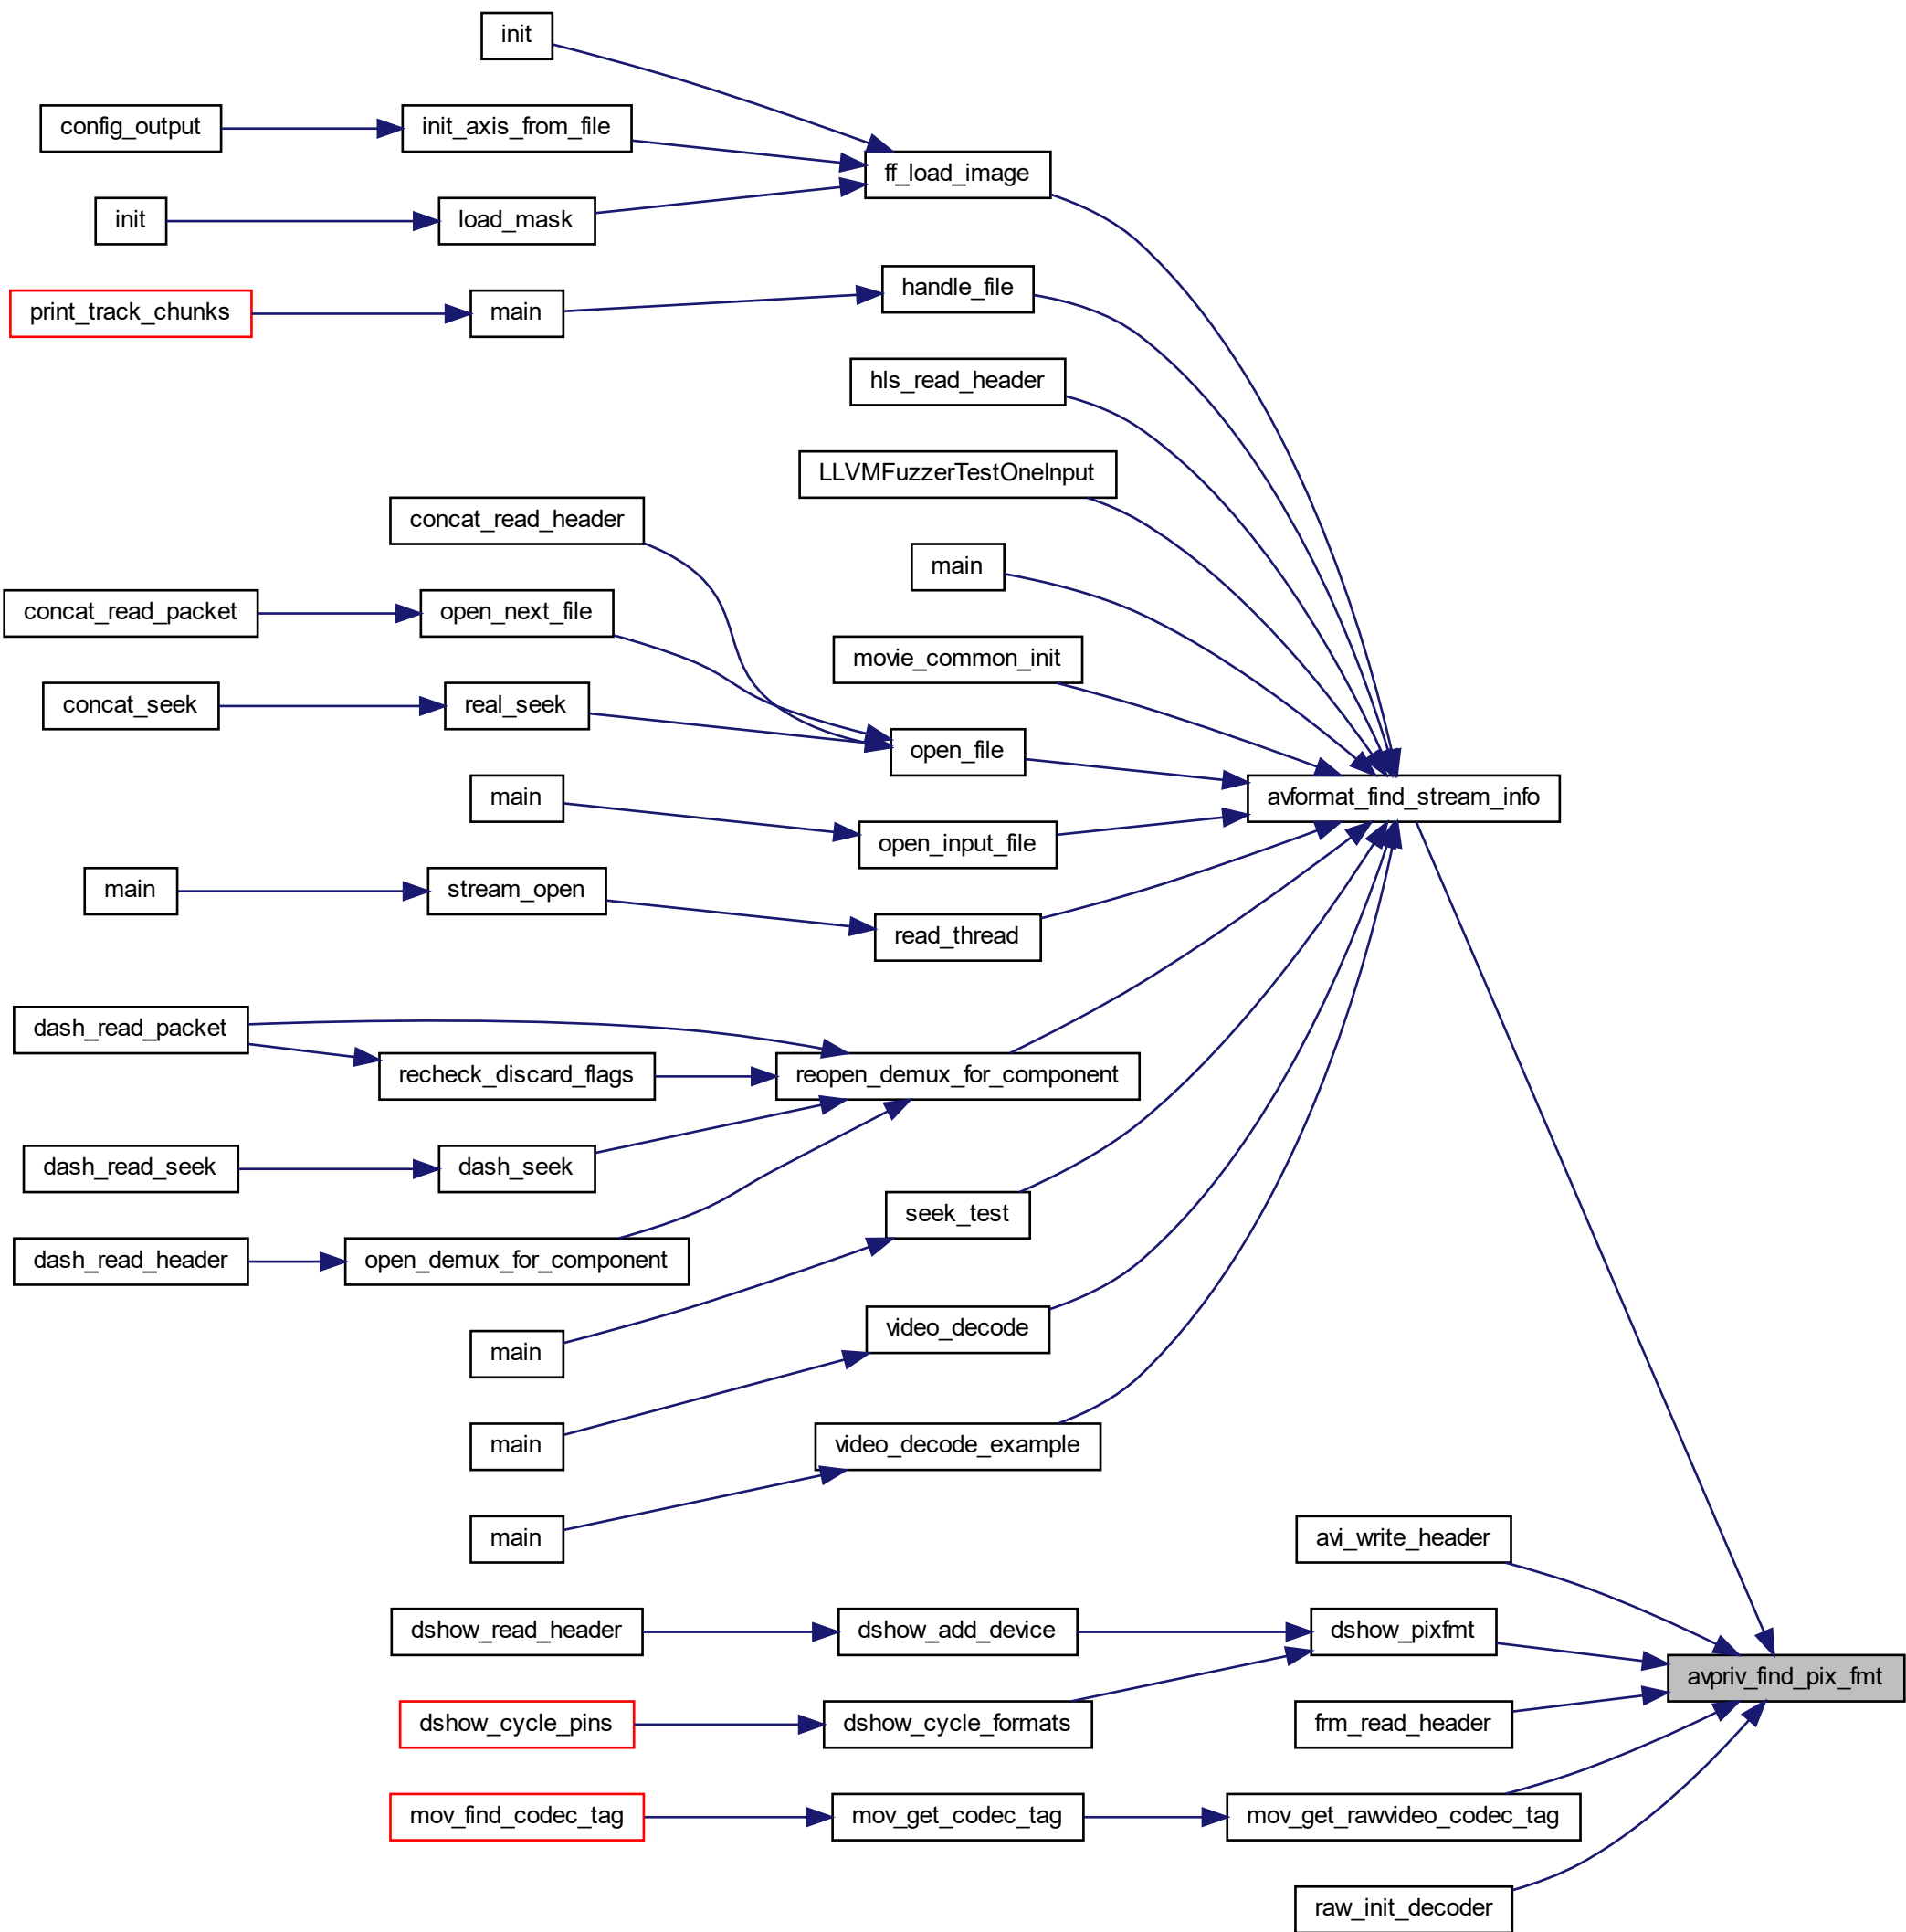 init
config_output
init_axis_from_file
ff_load_image
init
load_mask
handle_file
print_track_chunks
main
hls_read_header
LLVMFuzzerTestOneInput
concat_read_header
main
concat_read_packet
open_next_file
movie_common_init
concat_seek
real_seek
open_file
main
avformat_find_stream_info
open_input_file
main
stream_open
read_thread
dash_read_packet
recheck_discard_flags
reopen_demux_for_component
dash_read_seek
dash_seek
seek_test
dash_read_header
open_demux_for_component
video_decode
main
main
video_decode_example
main
avi_write_header
dshow_read_header
dshow_add_device
dshow_pixfmt
avpriv_find_pix_fmt
dshow_cycle_pins
dshow_cycle_formats
frm_read_header
mov_find_codec_tag
mov_get_codec_tag
mov_get_rawvideo_codec_tag
raw_init_decoder